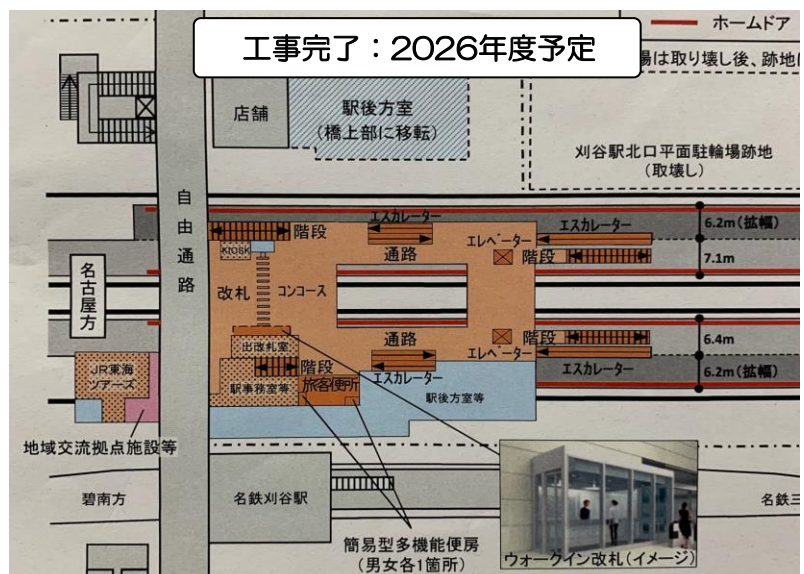 工事完了：2026年度予定
ホームドア
場は取り壊し後、跡地に
店舗
駅後方室
(橋上部に移転)
刈谷駅北口平面駐輪場跡地
(取壊し)
自由通路
エスカレーター
階段
KIOSK
通路
エレベーター
エスカレーター
階段
6.2m(拡幅)
7.1m
名古屋方
改札
コンコース
出改札室
階段
駅事務室等
旅客便所
通路
エスカレーター
階段
エレベーター
エスカレーター
6.4m
6.2m(拡幅)
JR東海
ツアーズ
駅後方室等
地域交流拠点施設等
碧南方
名鉄刈谷駅
名鉄三
簡易型多機能便房
(男女各1箇所)
ウォークイン改札(イメージ)